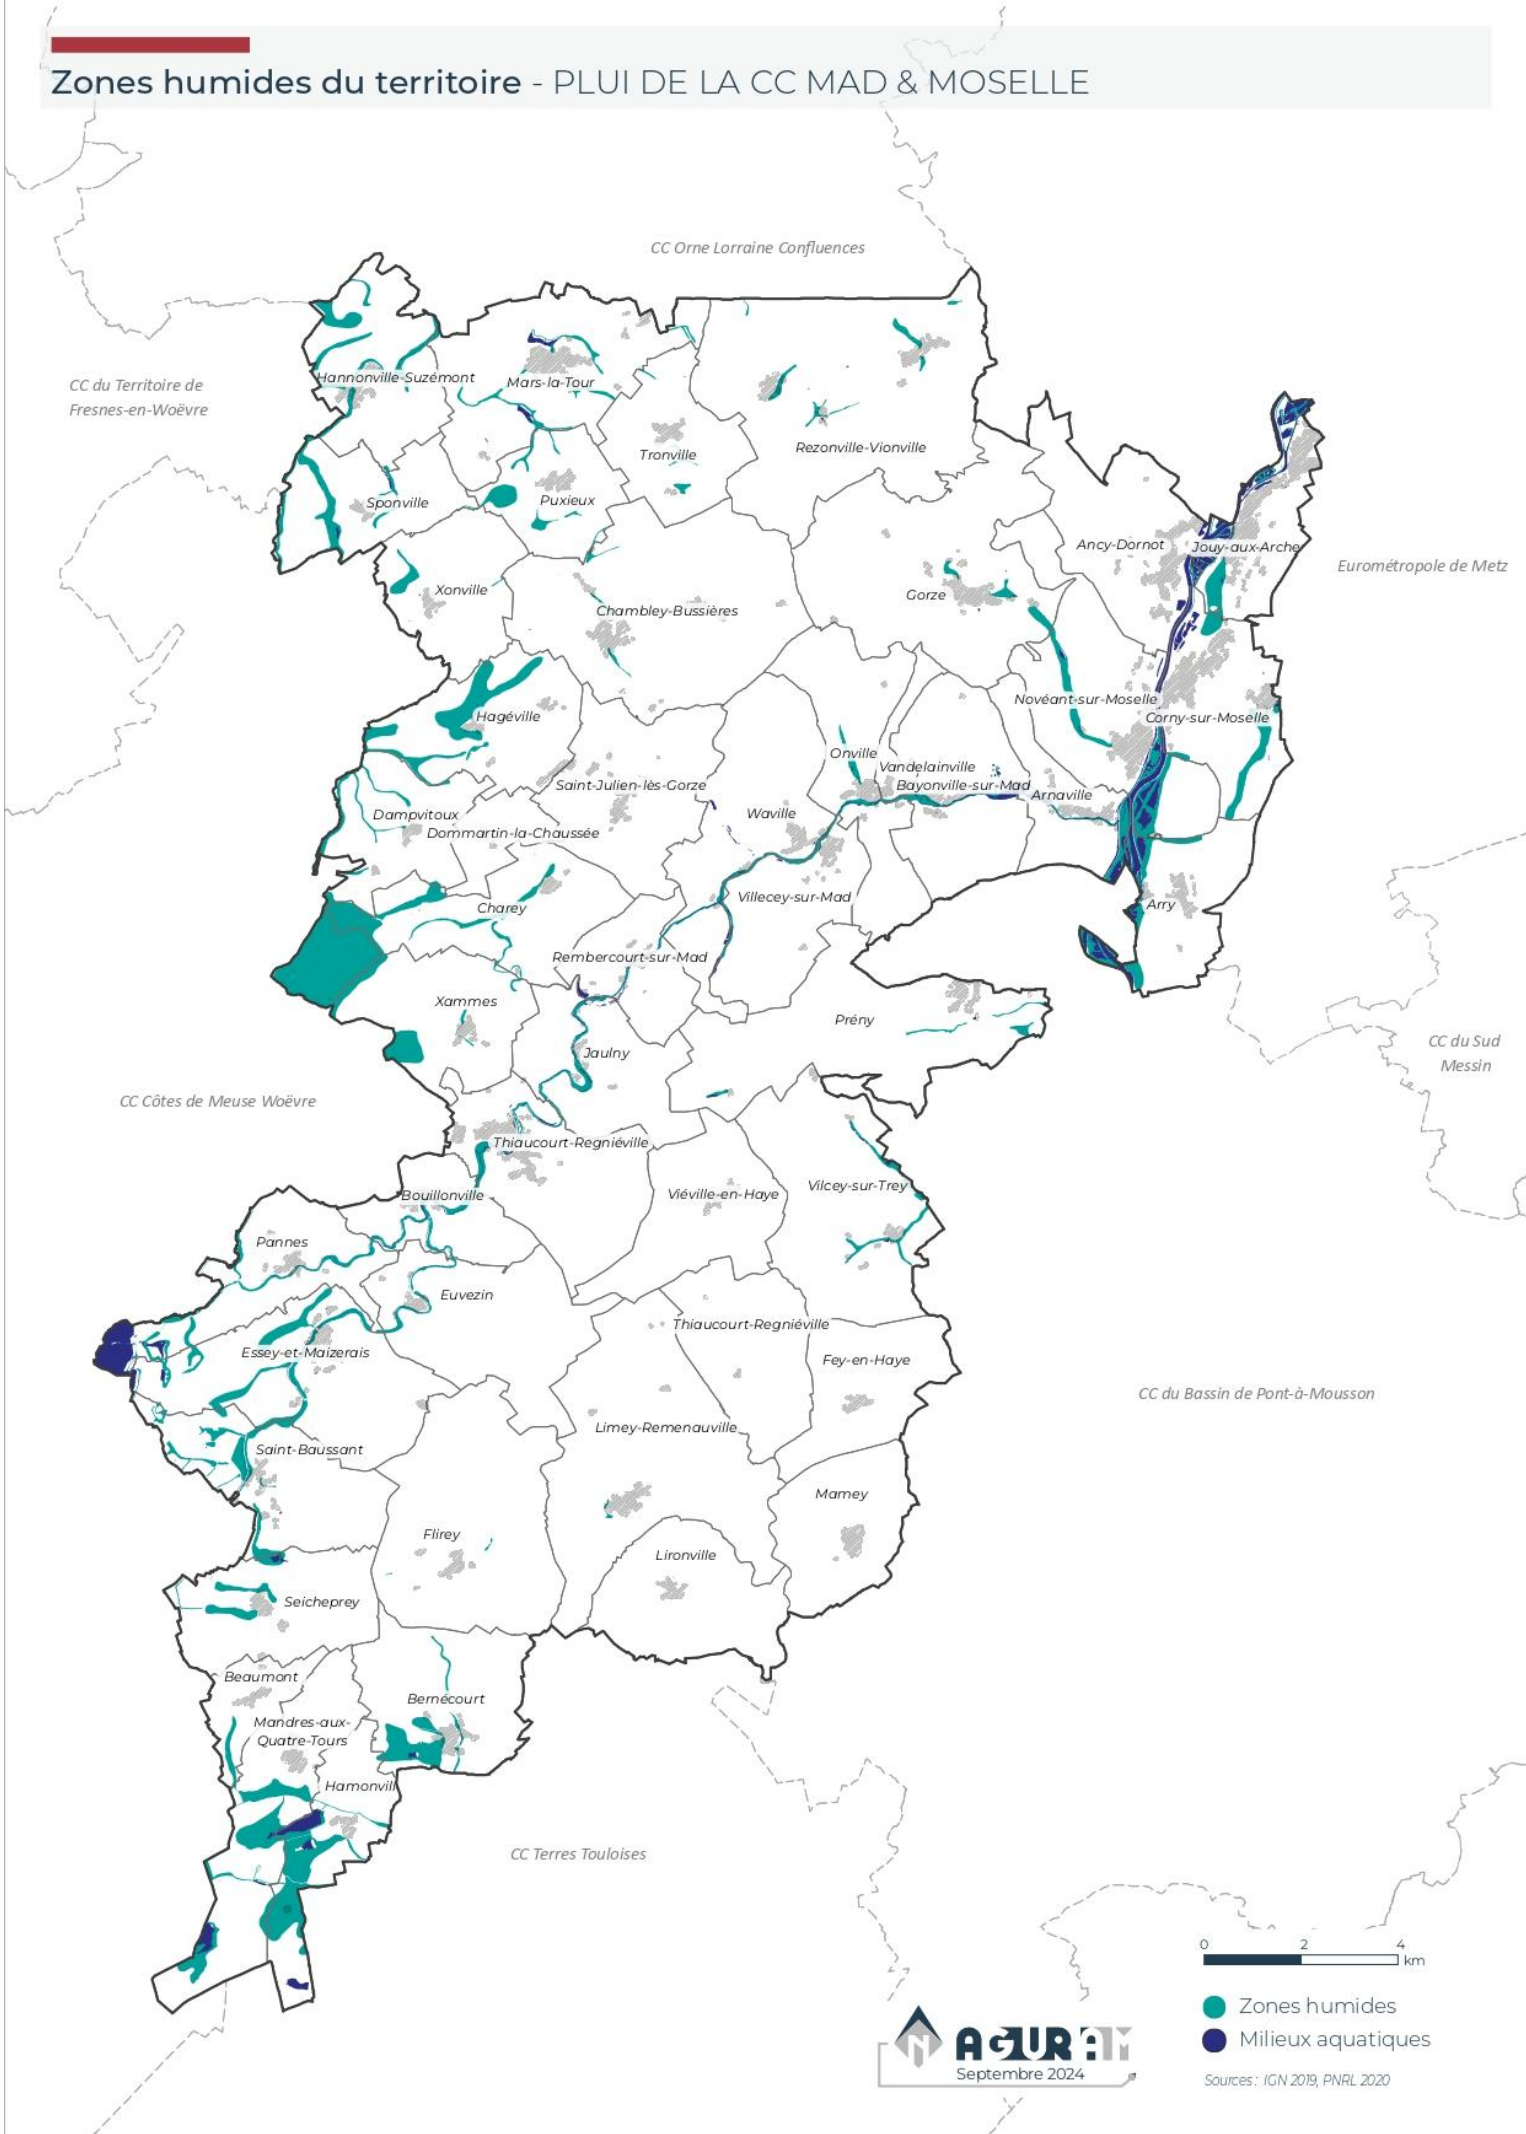 Zones humides du territoire - PLUI DE LA CC MAD & MOSELLE
CC Orne Lorraine Confluences
CC du Territoire de
Fresnes-en-Woëvre
Hannonville-Suzémont
Mars-la-Tour
Tronville
Rezonville-Vionville
Sponville
Puxieux
Ancy-Dornot
Jouy-aux-Arche
Eurométropole de Metz
Xonville
Chambley-Bussières
Gorze
Novéant-sur-Moselle
Corny-sur-Moselle
Hagéville
Onville
Vandelainville
Saint-Julien-lès-Gorze
Bayonville-sur-Mad
Arnaville
Dampvitoux
Waville
Dommartin-la-Chaussée
Villecey-sur-Mad
Charey
Arry
Rembercourt-sur-Mad
Xammes
Prény
Jaulny
CC du Sud
Messin
CC Côtes de Meuse Woëvre
Thiaucourt-Regniéville
Bouillonville
Viéville-en-Haye
Vilcey-sur-Trey
Pannes
Euvezin
Thiaucourt-Regniéville
Essey-et-Maizerais
Fey-en-Haye
CC du Bassin de Pont-à-Mousson
Limey-Remenauville
Saint-Baussant
Mamey
Flirey
Lironville
Seicheprey
Beaumont
Bernécourt
Mandres-aux-
Quatre-Tours
Hamonvill
CC Terres Touloises
0 2 4
km
Zones humides
Milieux aquatiques
N
AGURAM
Septembre 2024
Sources : IGN 2019, PNRL 2020